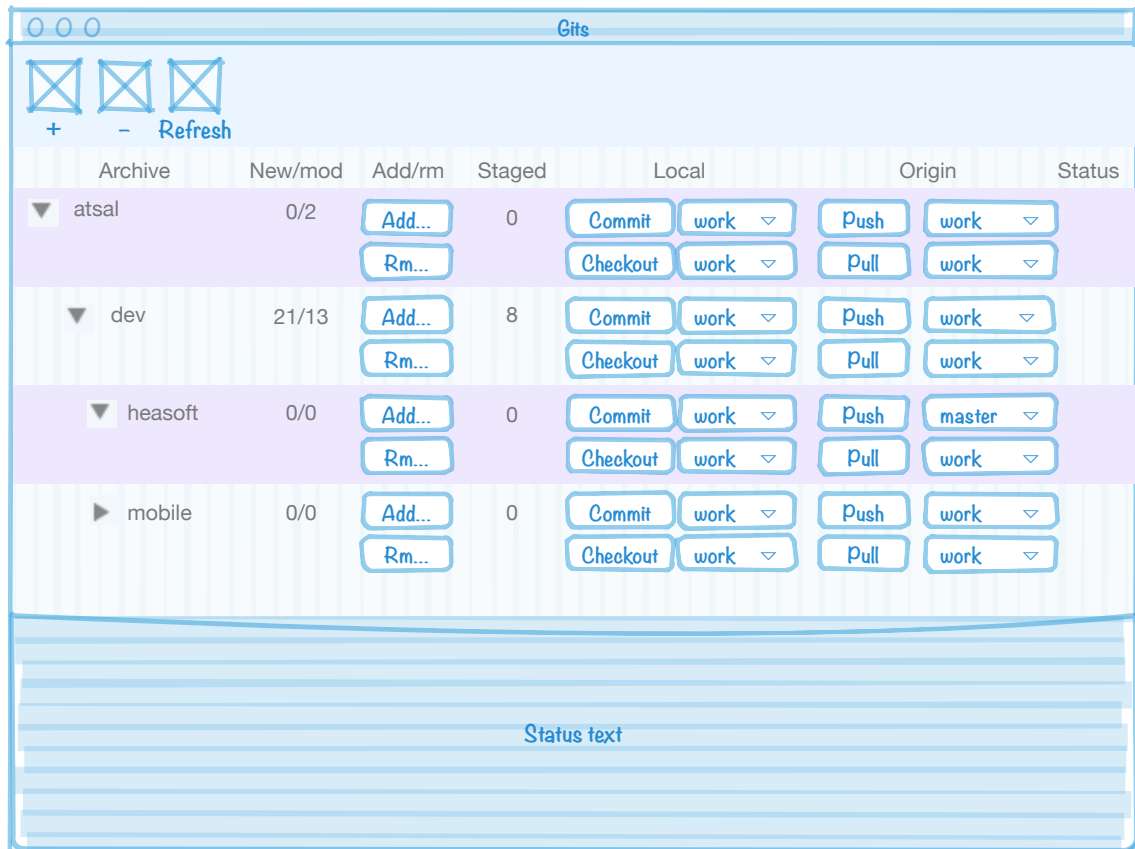 Gits
+ - Refresh
Archive New/mod Add/rm Staged Local Origin Status
atsal 0/2 Add... 0 Commit work Push work
Rm... Checkout work Pull work
dev 21/13 Add... 8 Commit work Push work
Rm... Checkout work Pull work
heasoft 0/0 Add... 0 Commit work Push master
Rm... Checkout work Pull work
mobile 0/0 Add... 0 Commit work Push work
Rm... Checkout work Pull work
Status text